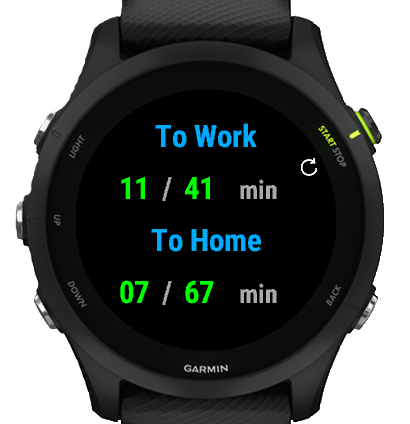 To Work
START STOP
LIGHT
11 / 41 min
UP
To Home
07 / 67 min
DOWN
BACK
GARMIN